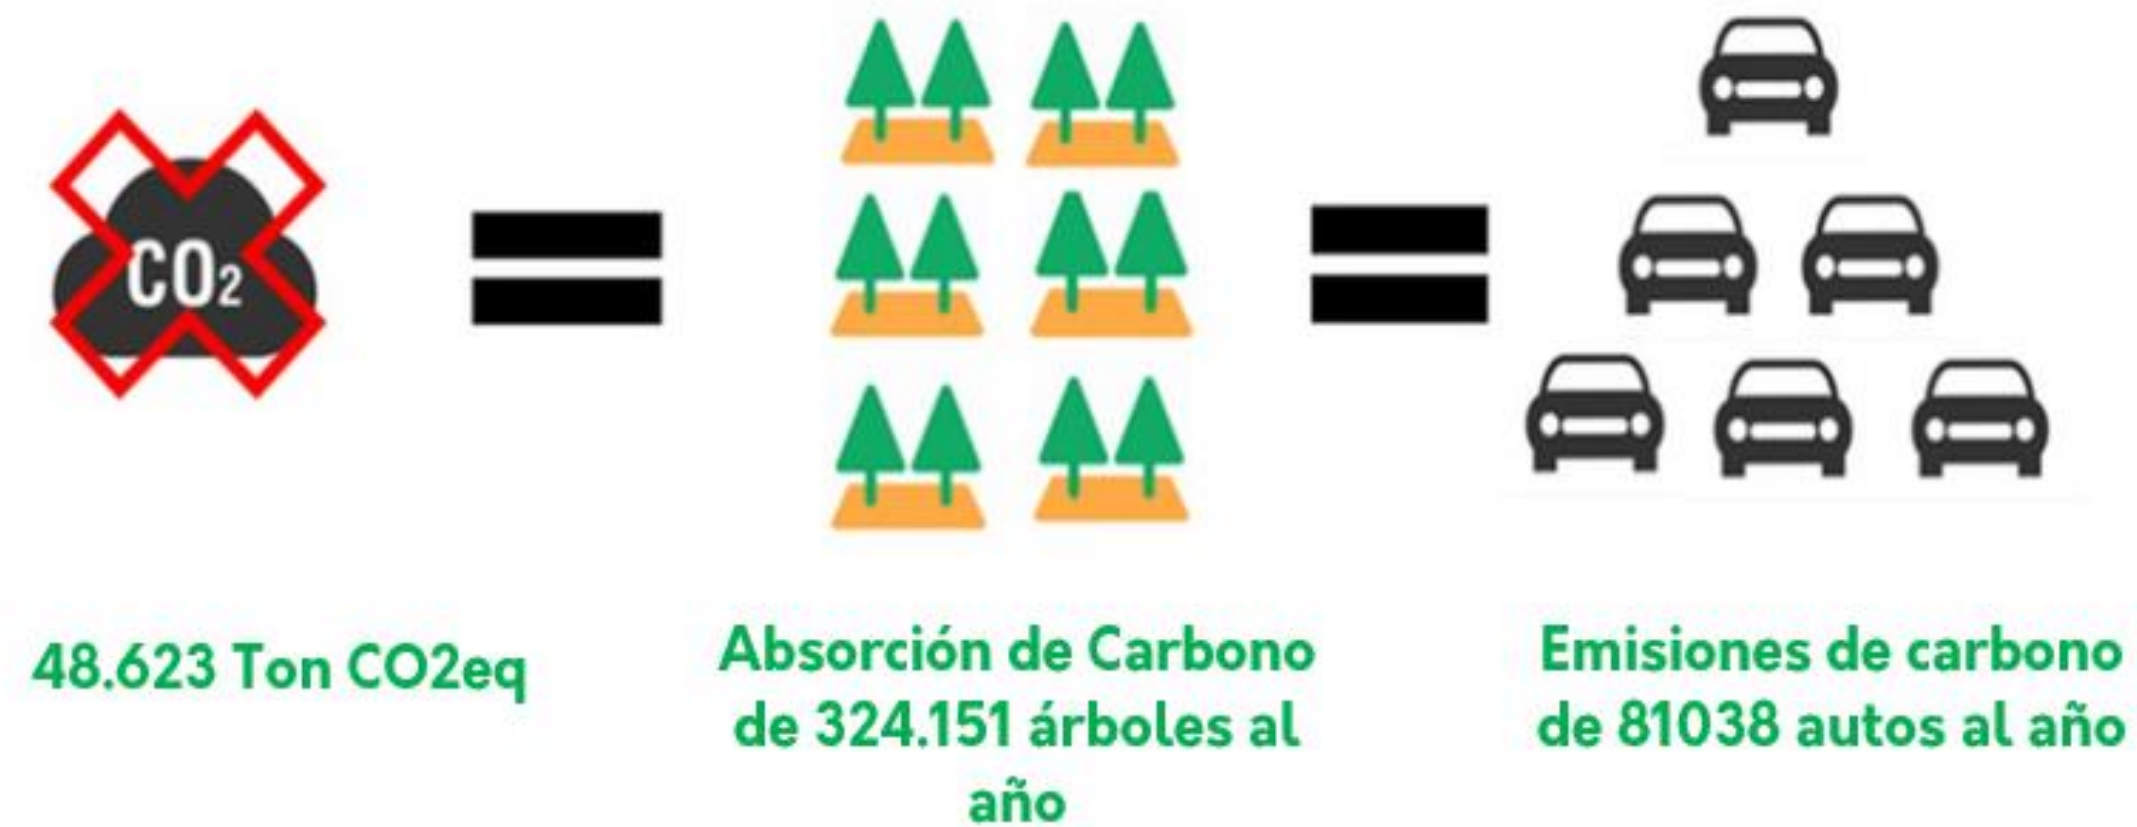 CO2
48.623 Ton CO2eq
Absorción de Carbono
de 324.151 árboles al
año
Emisiones de carbono
de 81038 autos al año